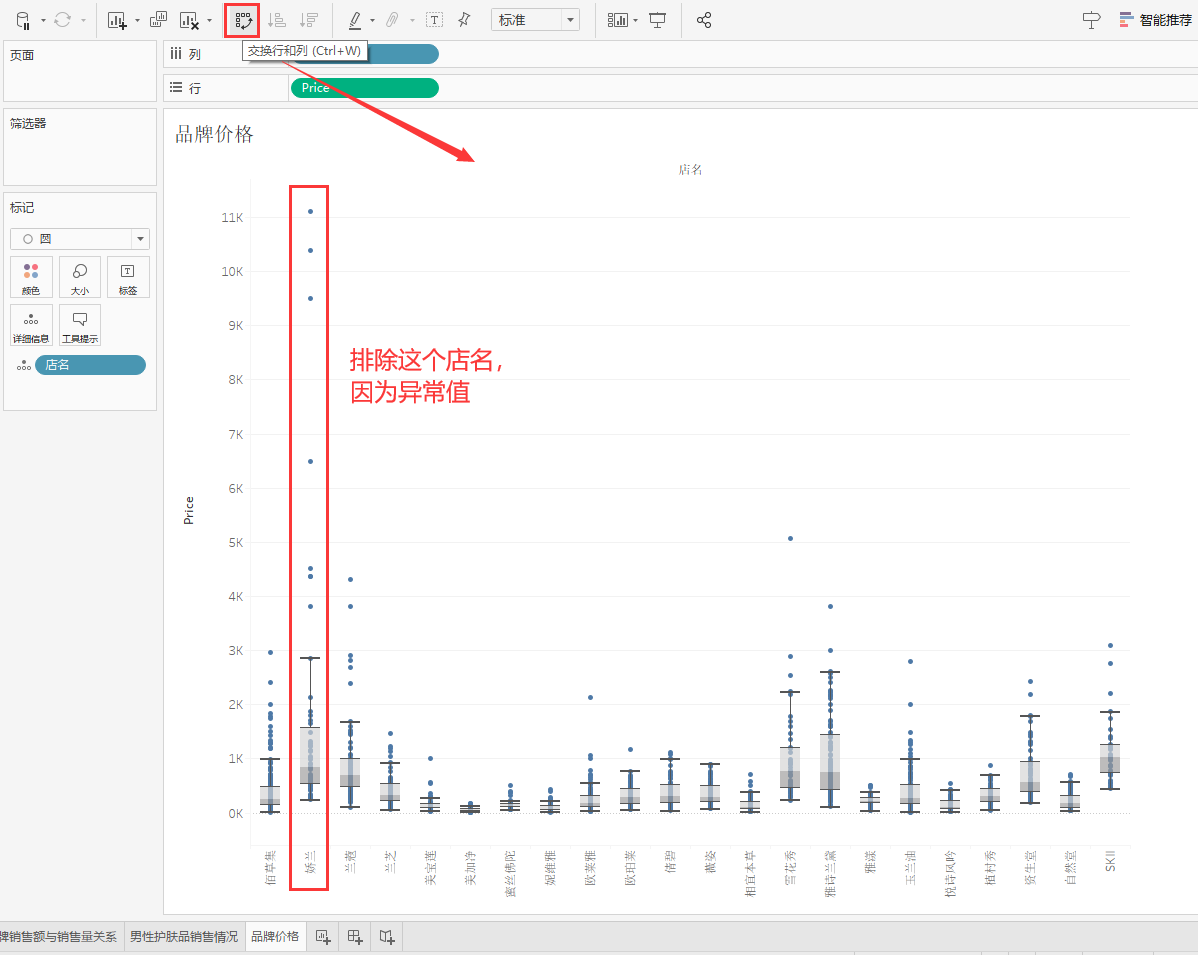 标准
智能推荐
页面
列
交换行和列 (Ctrl+W)
行
Price
筛选器
品牌价格
店名
标记
圆
颜色
大小
标签
详细信息
工具提示
店名
11K
10K
9K
8K
7K
6K
5K
4K
3K
2K
1K
0K
Price
排除这个店名，
因为异常值
佰草集
娇兰
兰蔻
兰芝
美宝莲
美加净
蜜丝佛陀
妮维雅
欧莱雅
欧珀莱
倩碧
薇姿
相宜本草
雪花秀
雅诗兰黛
雅漾
玉兰油
悦诗风吟
植村秀
资生堂
自然堂
SKII
牌销售额与销售量关系
男性护肤品销售情况
品牌价格